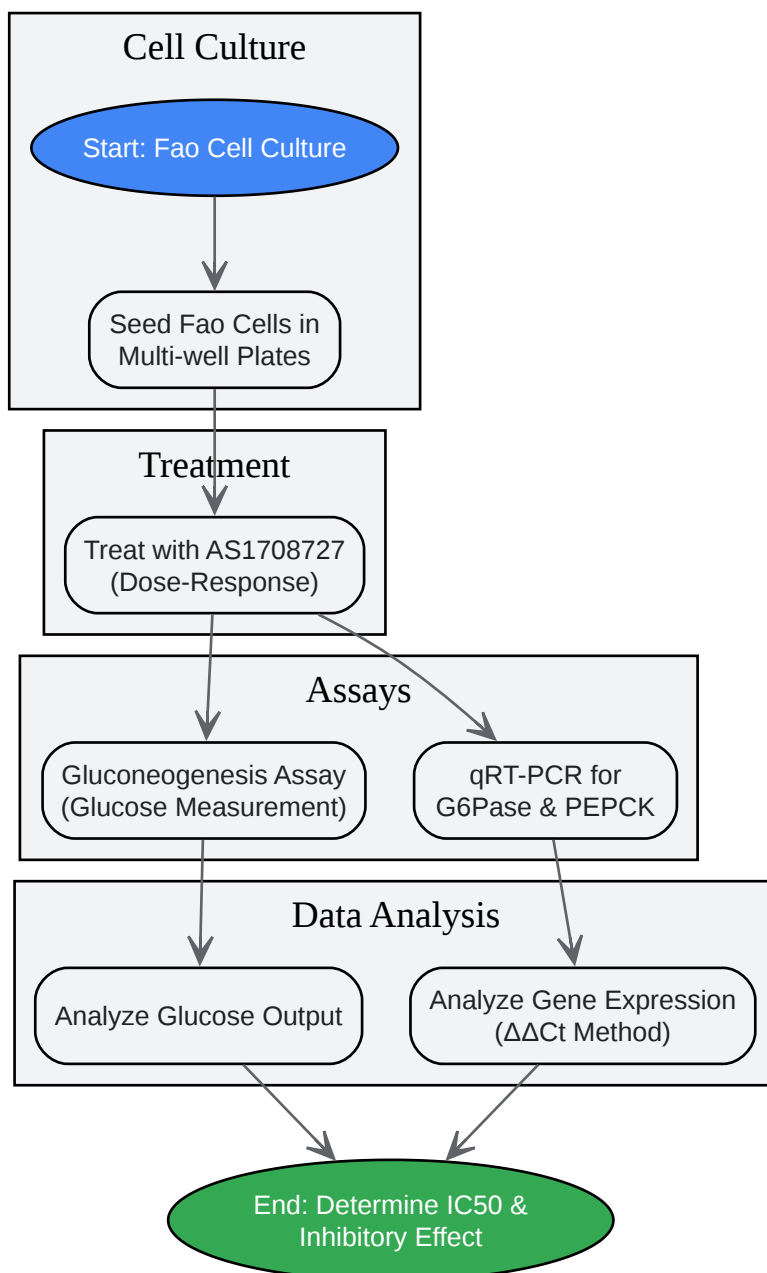 Cell Culture
Start: Fao Cell Culture
Seed Fao Cells in
Multi-well Plates
Treatment
Treat with AS1708727
(Dose-Response)
Assays
Gluconeogenesis Assay
(Glucose Measurement)
qRT-PCR for
G6Pase & PEPCK
Data Analysis
Analyze Glucose Output
Analyze Gene Expression
(ΔΔCt Method)
End: Determine IC50 &
Inhibitory Effect